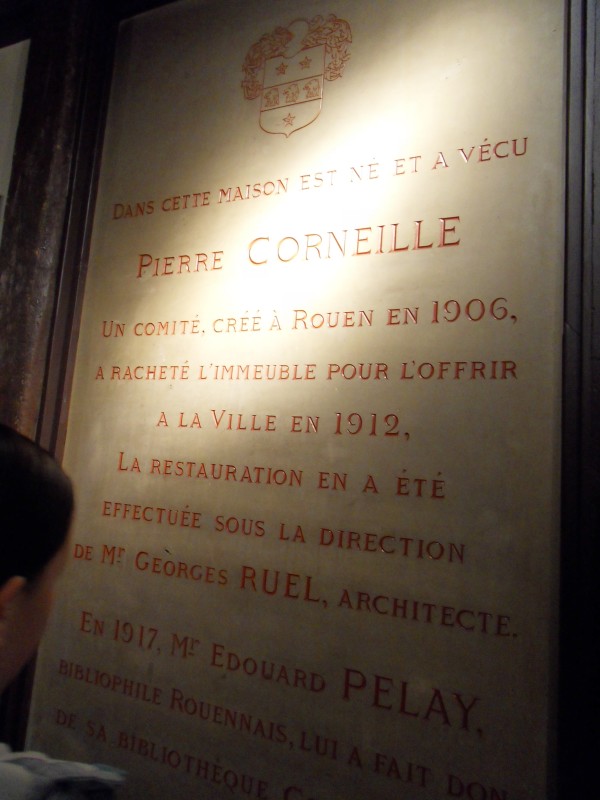 DANS CETTE MAISON EST NÉ ET A VÉCU
PIERRE CORNEILLE
UN COMITÉ, CRÉÉ À ROUEN EN 1906,
A RACHETÉ L'IMMEUBLE POUR L'OFFRIR
A LA VILLE EN 1912,
LA RESTAURATION EN A ÉTÉ
EFFECTUÉE SOUS LA DIRECTION
DE Mr GEORGES RUEL, ARCHITECTE.
EN 1917, Mr EDOUARD PELAY,
BIBLIOPHILE ROUENNAIS, LUI A FAIT DON
DE SA BIBLIOTHÈQUE